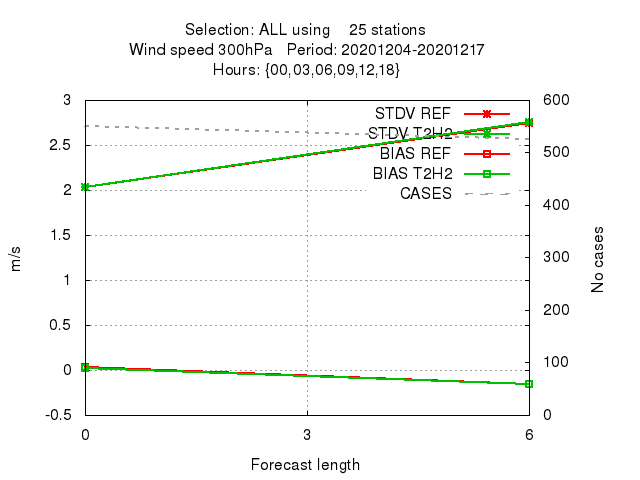 Selection: ALL using 25 stations
Wind speed 300hPa Period: 20201204-20201217
Hours: {00,03,06,09,12,18}
3
2.5
2
1.5
1
0.5
0
-0.5
600
500
400
300
200
100
0
STDV REF
STDV T2H2
BIAS REF
BIAS T2H2
CASES
m/s
No cases
0 3 6
Forecast length